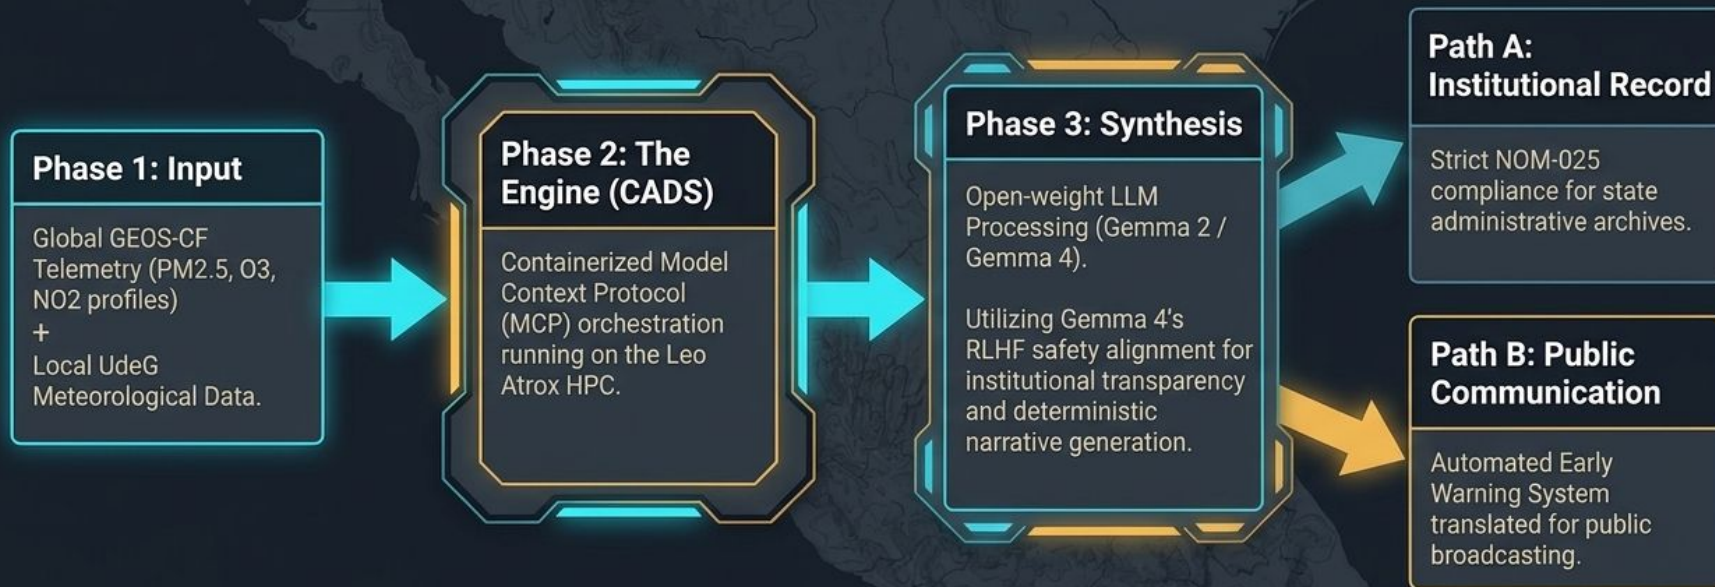 Phase 1: Input
Global GEOS-CF
Telemetry (PM2.5, O3,
NO2 profiles)
+
Local UdeG
Meteorological Data.
Phase 2: The
Engine (CADS)
Containerized Model
Context Protocol
(MCP) orchestration
running on the Leo
Atrox HPC.
Phase 3: Synthesis
Open-weight LLM
Processing (Gemma 2 /
Gemma 4).
Utilizing Gemma 4's
RLHF safety alignment for
institutional transparency
and deterministic
narrative generation.
Path A:
Institutional Record
Strict NOM-025
compliance for state
administrative archives.
Path B: Public
Communication
Automated Early
Warning System
translated for public
broadcasting.